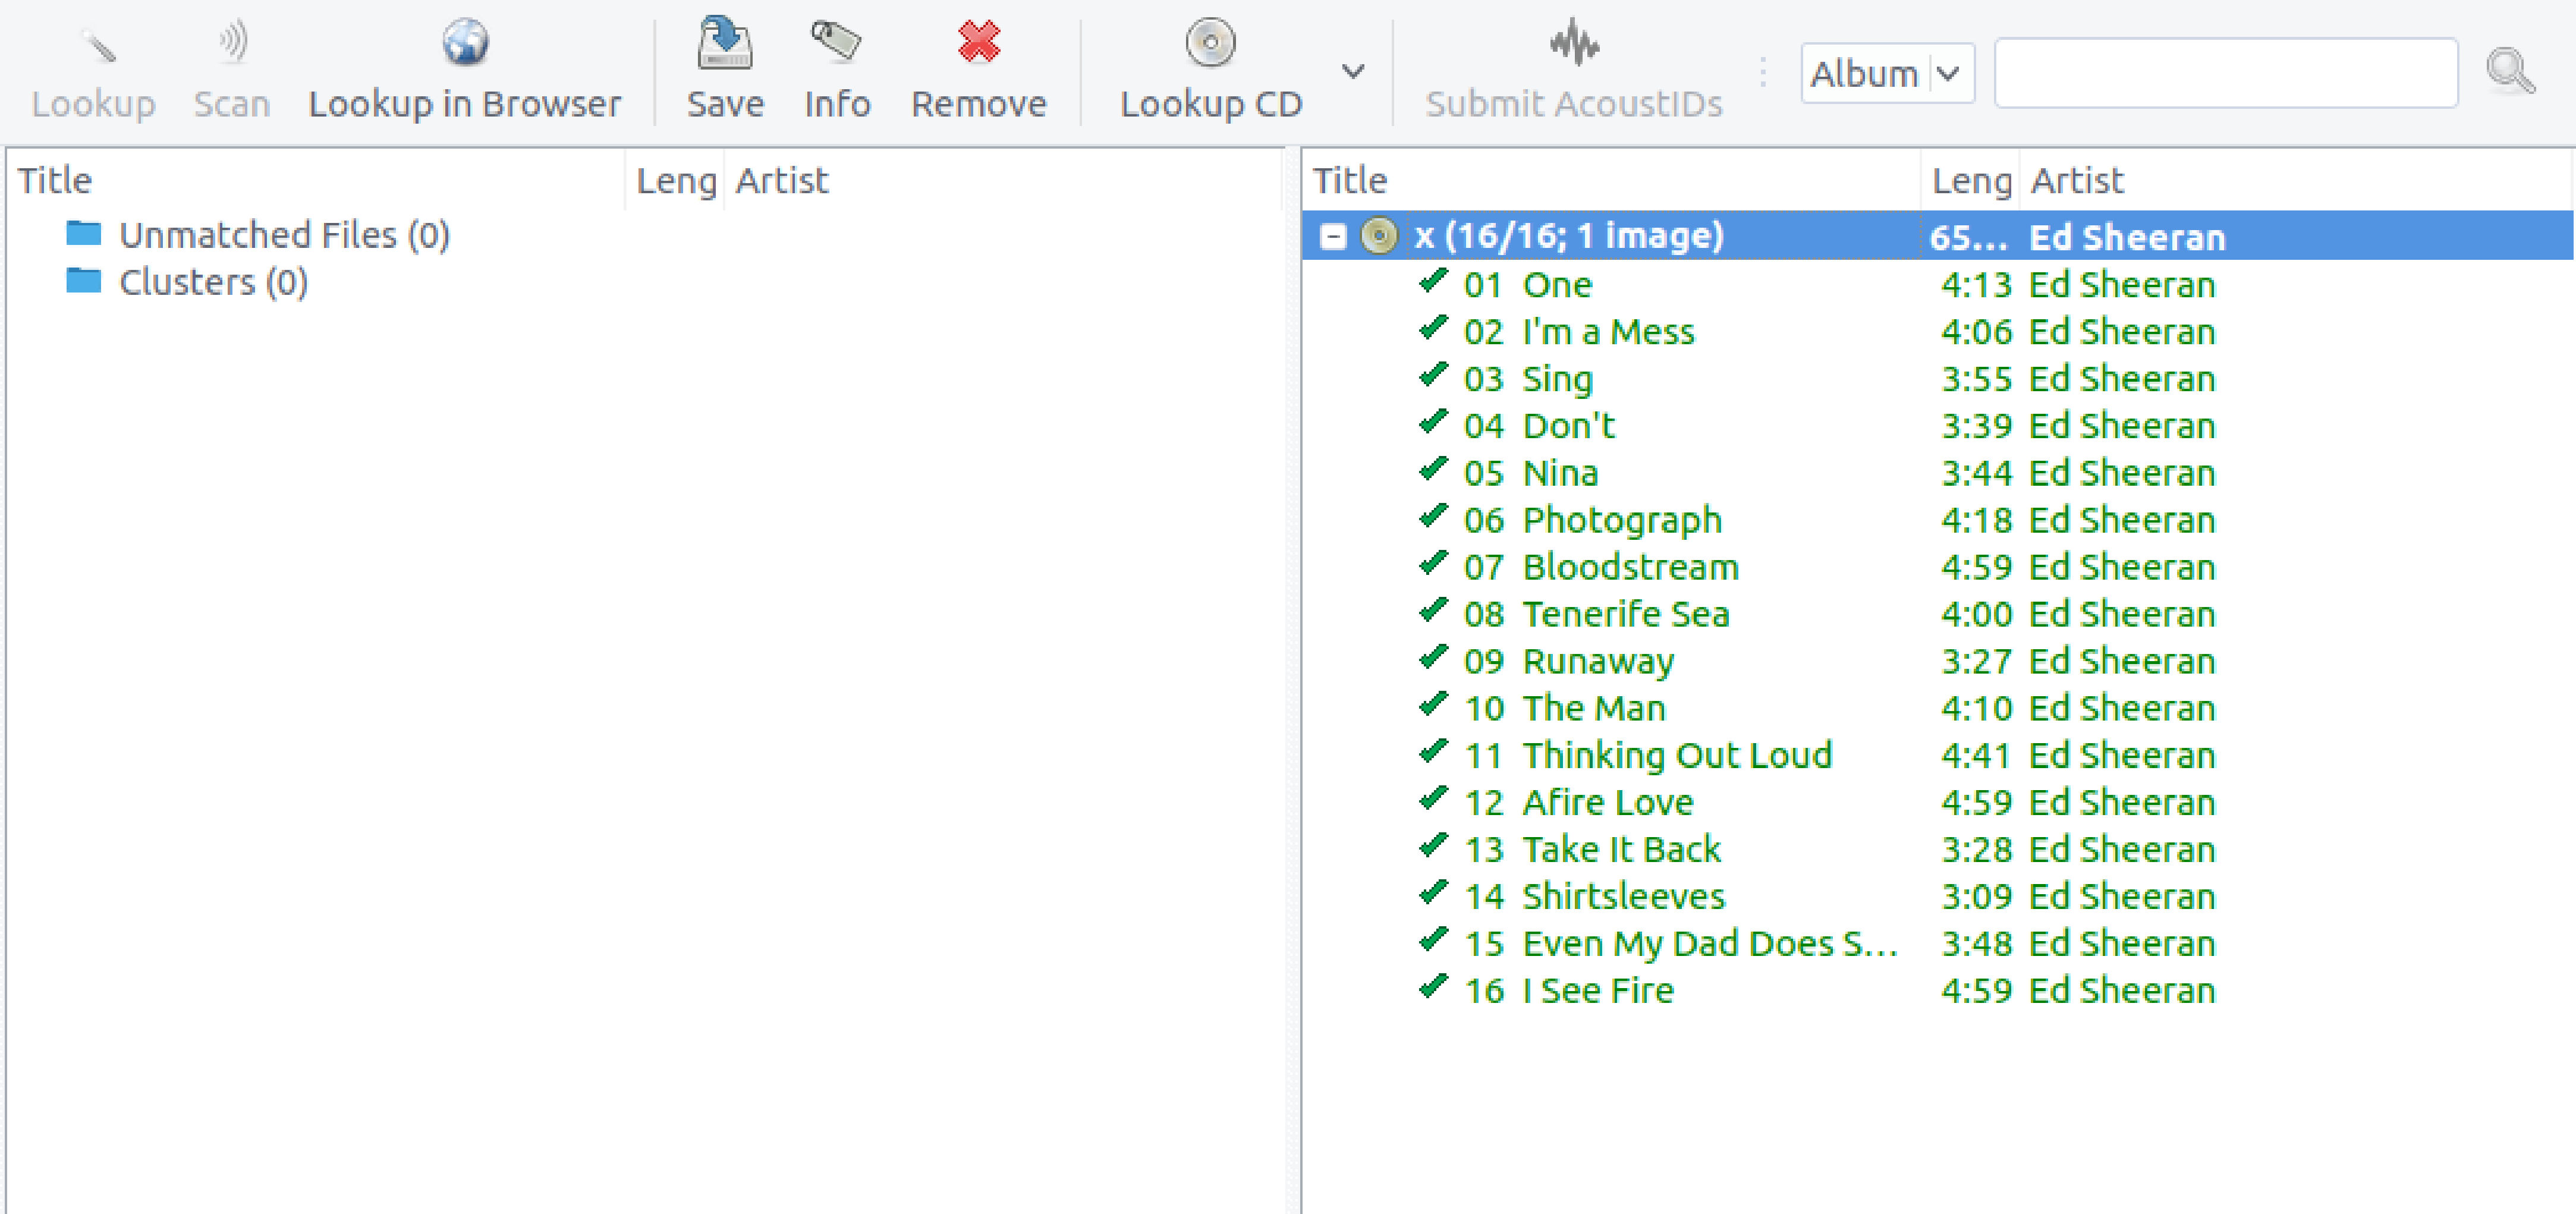 Lookup Scan Lookup in Browser Save Info Remove Lookup CD Submit AcoustIDs Album
Title Leng Artist
Unmatched Files (0)
Clusters (0)
Title Leng Artist
x (16/16; 1 image) 65... Ed Sheeran
01 One 4:13 Ed Sheeran
02 I'm a Mess 4:06 Ed Sheeran
03 Sing 3:55 Ed Sheeran
04 Don't 3:39 Ed Sheeran
05 Nina 3:44 Ed Sheeran
06 Photograph 4:18 Ed Sheeran
07 Bloodstream 4:59 Ed Sheeran
08 Tenerife Sea 4:00 Ed Sheeran
09 Runaway 3:27 Ed Sheeran
10 The Man 4:10 Ed Sheeran
11 Thinking Out Loud 4:41 Ed Sheeran
12 Afire Love 4:59 Ed Sheeran
13 Take It Back 3:28 Ed Sheeran
14 Shirtsleeves 3:09 Ed Sheeran
15 Even My Dad Does S... 3:48 Ed Sheeran
16 I See Fire 4:59 Ed Sheeran